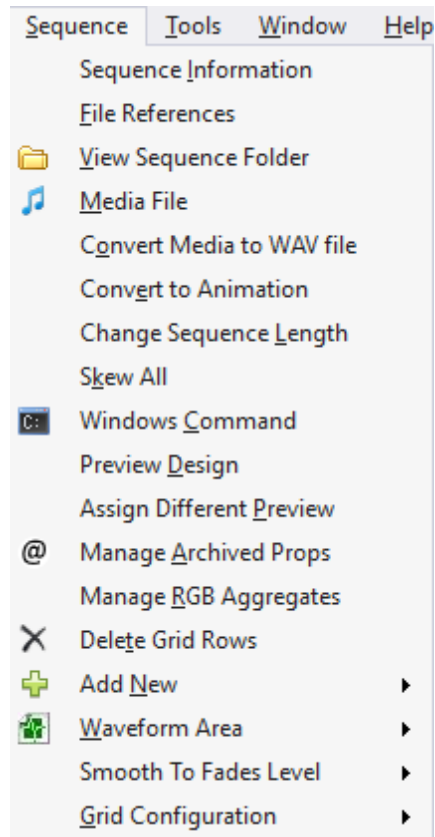 Sequence Tools Window Help
Sequence Information
File References
View Sequence Folder
Media File
Convert Media to WAV file
Convert to Animation
Change Sequence Length
Skew All
C: Windows Command
Preview Design
Assign Different Preview
@ Manage Archived Props
Manage RGB Aggregates
Delete Grid Rows
Add New
Waveform Area
Smooth To Fades Level
Grid Configuration